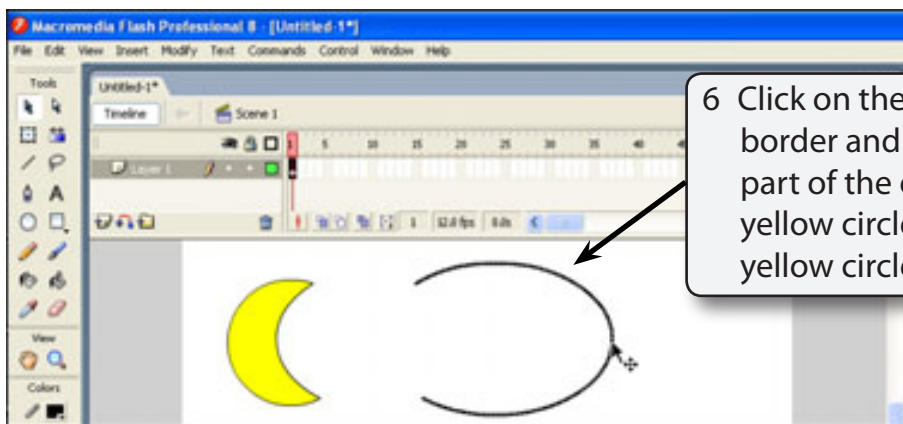 Macromedia Flash Professional 8 - [Untitled-1*]
File Edit View Insert Modify Text Commands Control Window Help
Tools
Untitled-1*
Timeline
Scene 1
1 5 10 15 20 25 30 35 40
Layer 1
1 12.0 fps 0.0s
View
Colors
6 Click on the
border and
part of the
yellow circle
yellow circle